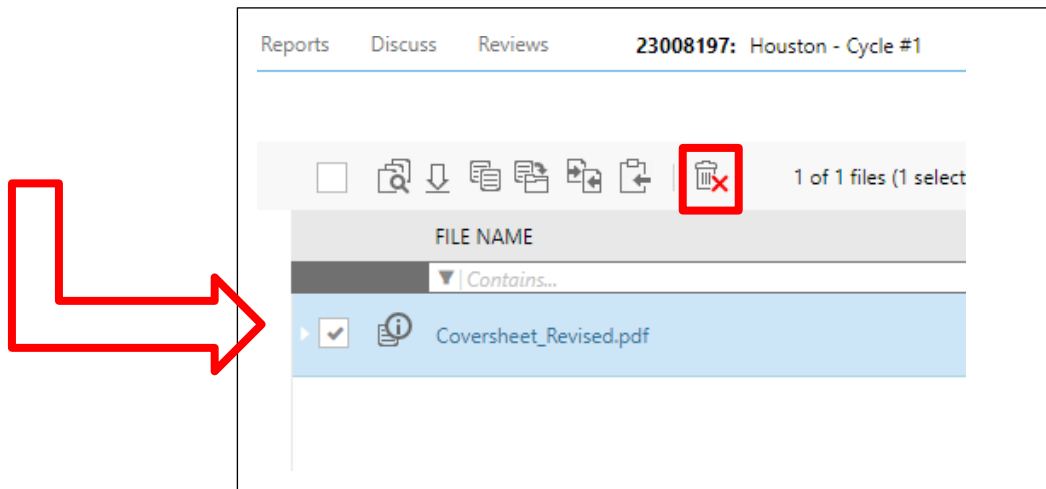 Reports Discuss Reviews 23008197: Houston - Cycle #1
1 of 1 files (1 select
FILE NAME
Contains...
Coversheet_Revised.pdf